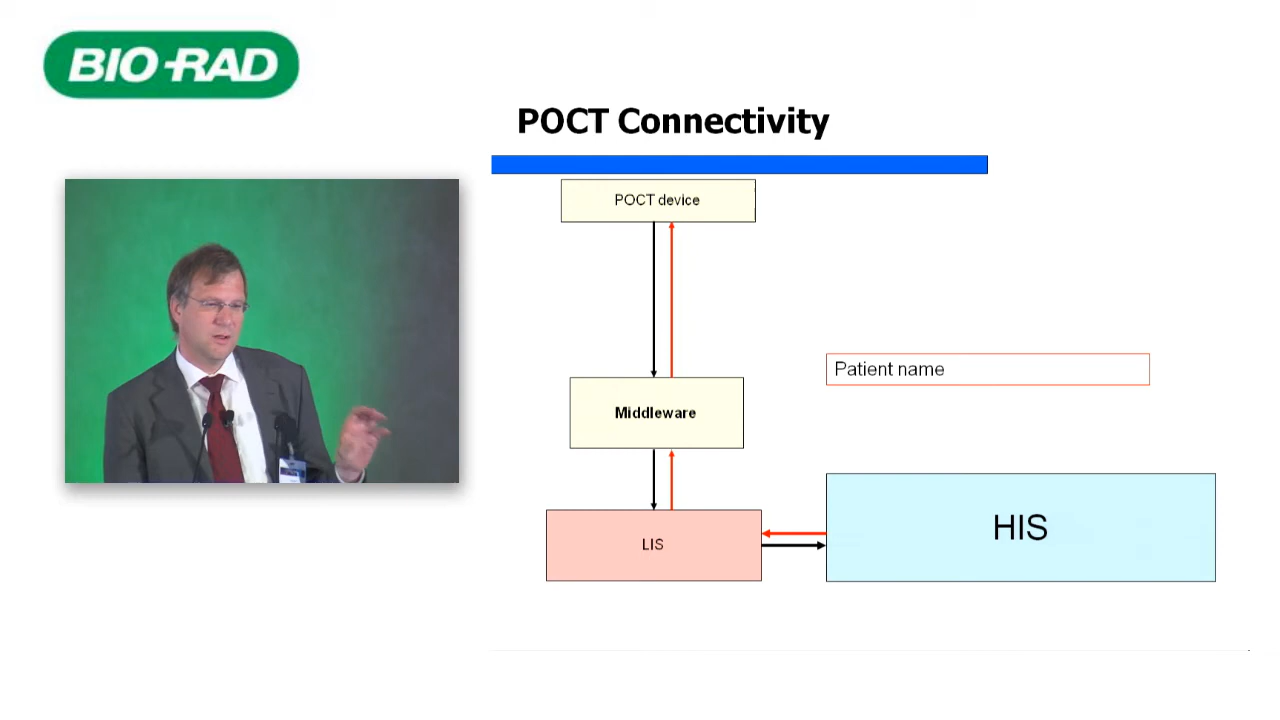 BIO-RAD
POCT Connectivity
POCT device
Patient name
Middleware
HIS
LIS